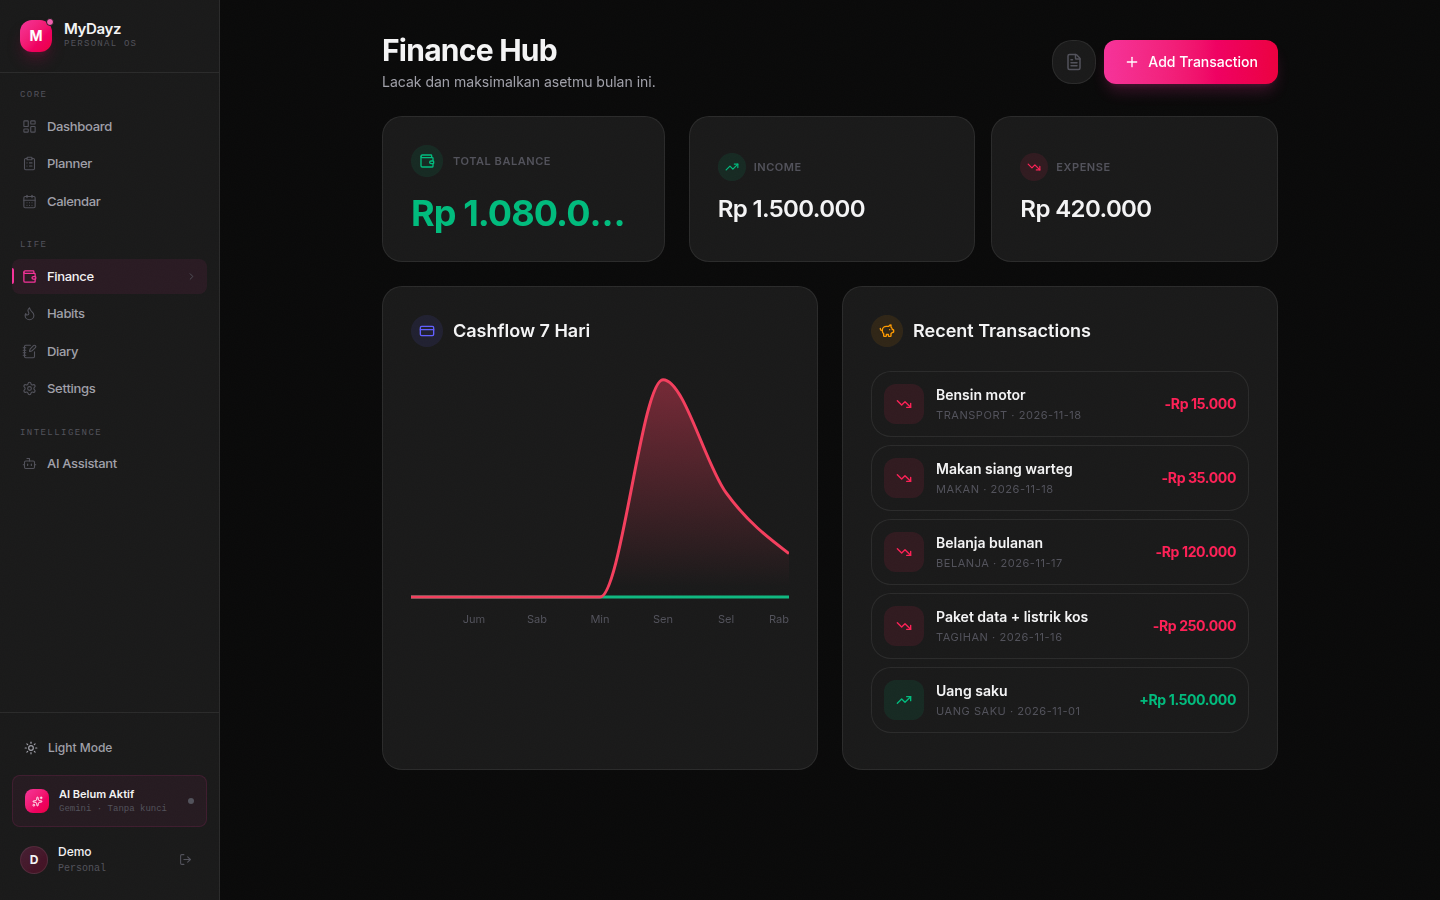 MyDayz
PERSONAL OS
M
CORE
Dashboard
Planner
Calendar
LIFE
Finance
Habits
Diary
Settings
INTELLIGENCE
AI Assistant
Light Mode
AI Belum Aktif
Gemini · Tanpa kunci
D
Demo
Personal
Finance Hub
Lacak dan maksimalkan asetmu bulan ini.
Add Transaction
TOTAL BALANCE
Rp 1.080.0...
INCOME
Rp 1.500.000
EXPENSE
Rp 420.000
Cashflow 7 Hari
Jum Sab Min Sen Sel Rab
Recent Transactions
Bensin motor
TRANSPORT · 2026-11-18
-Rp 15.000
Makan siang warteg
MAKAN · 2026-11-18
-Rp 35.000
Belanja bulanan
BELANJA · 2026-11-17
-Rp 120.000
Paket data + listrik kos
TAGIHAN · 2026-11-16
-Rp 250.000
Uang saku
UANG SAKU · 2026-11-01
+Rp 1.500.000